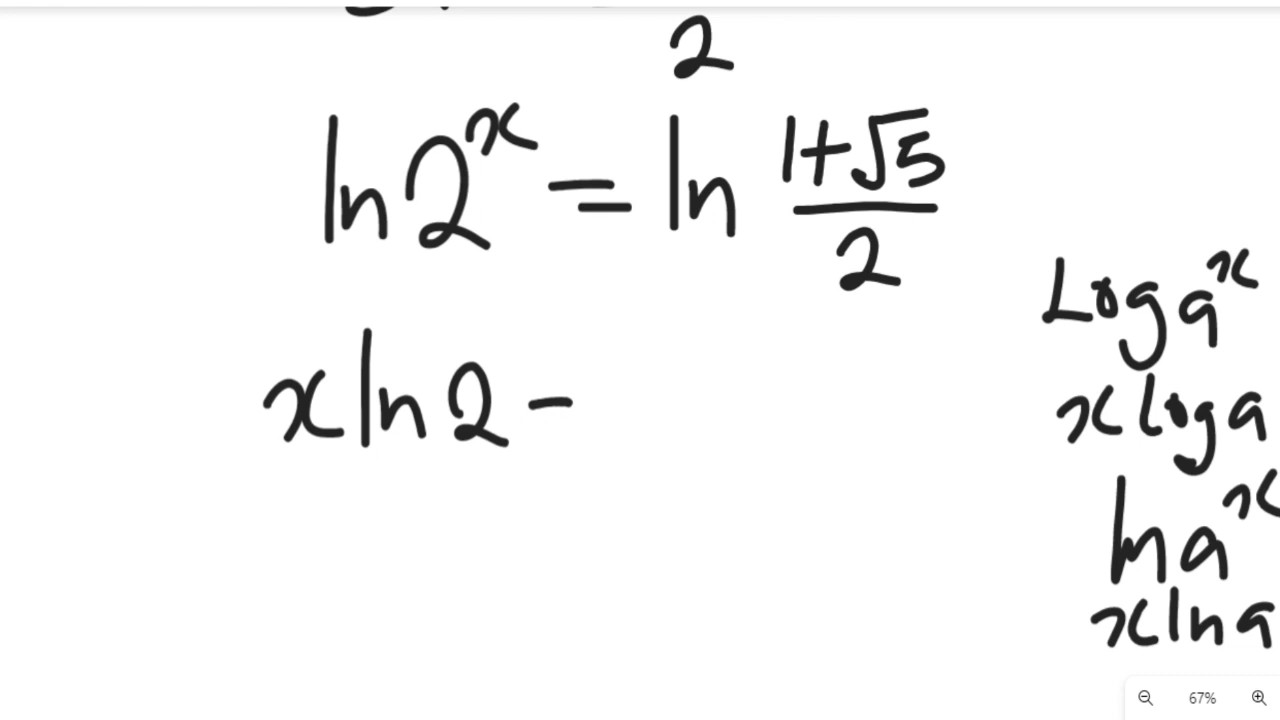 2
ln 2^x = ln (1+√5)/2
x ln 2 -
Log a^x
x log a
ln a^x
x ln a
67%